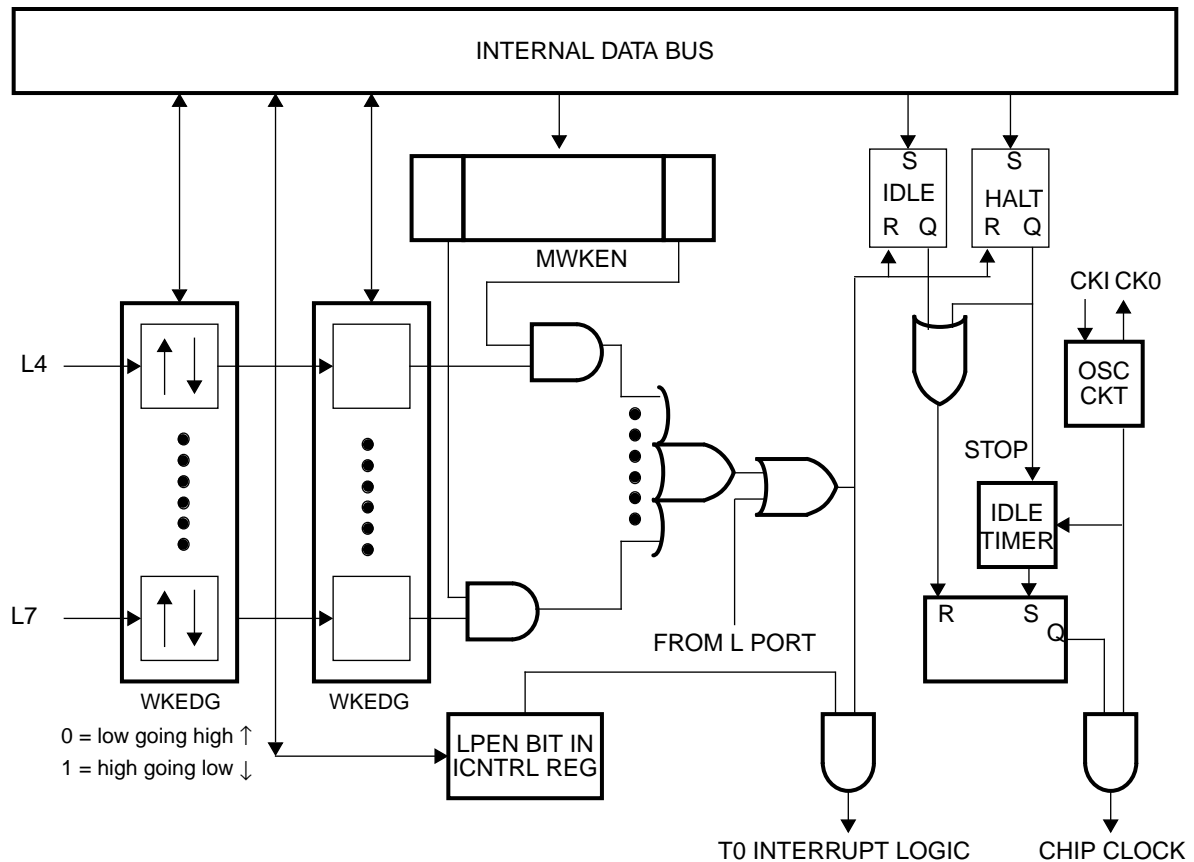 INTERNAL DATA BUS
S
IDLE
R Q
S
HALT
R Q
MWKEN
CKI CK0
OSC
CKT
L4
STOP
IDLE
TIMER
L7
R S
Q
FROM L PORT
WKEDG
WKEDG
0 = low going high ↑
1 = high going low ↓
LPEN BIT IN
ICNTRL REG
T0 INTERRUPT LOGIC
CHIP CLOCK